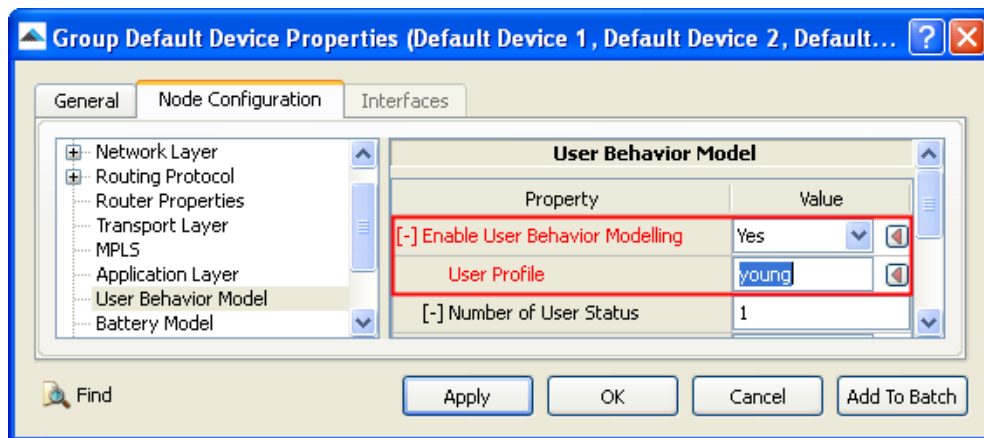 Group Default Device Properties (Default Device 1, Default Device 2, Default...
General Node Configuration Interfaces
Network Layer
Routing Protocol
Router Properties
Transport Layer
MPLS
Application Layer
User Behavior Model
Battery Model
User Behavior Model
Property Value
[-] Enable User Behavior Modelling Yes
User Profile young
[-] Number of User Status 1
Find Apply OK Cancel Add To Batch